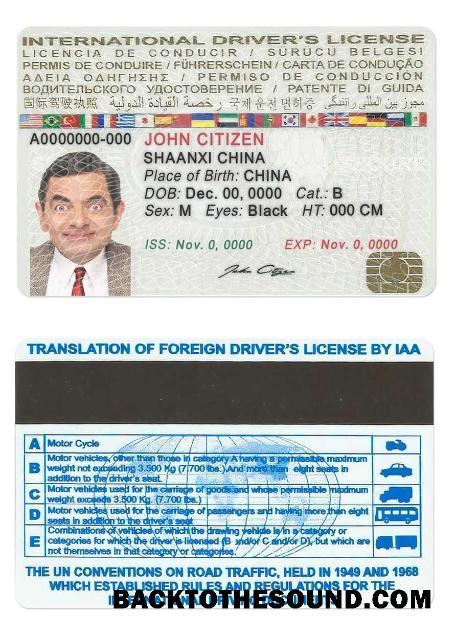 INTERNATIONAL DRIVER'S LICENSE
LICENCIA DE CONDUCIR / SÜRÜCÜ BELGESI
PERMIS DE CONDUIRE / FÜHRERSCHEIN / CARTA DE CONDUÇÃO
ΑΔΕΙΑ ΟΔΗΓΗΣΗΣ / PERMISO DE CONDUCCIÓN
ВОДИТЕЛЬСКОГО УДОСТОВЕРЕНИЕ / PATENTE DI GUIDA
国际驾驶执照 رخصة القيادة الدولية 국제 운전 면허증 مجوز بین المللی رانندگی
A0000000-000 JOHN CITIZEN
SHAANXI CHINA
Place of Birth: CHINA
DOB: Dec. 00, 0000 Cat.: B
Sex: M Eyes: Black HT: 000 CM
ISS: Nov. 0, 0000 EXP: Nov. 0, 0000
John Citizen
TRANSLATION OF FOREIGN DRIVER'S LICENSE BY IAA
A Motor Cycle
B Motor vehicles, other than those in category A having a permissible maximum
weight not exceeding 3.500 Kg (7,700 lbs.) And more than eight seats in
addition to the driver's seat.
C Motor vehicles used for the carriage of goods and whose permissible
maximum exceeds 3.500 Kg. (7.700 lbs.)
D Motor vehicles used for the carriage of passengers and having more than eight
seats in addition to the driver's seat
E Combinations of vehicles of which the drawing vehicle is in a category or
categories for which the driver is licensed (B and/or C and/or D), but which are
not themselves in that category or categories.
THE UN CONVENTIONS ON ROAD TRAFFIC, HELD IN 1949 AND 1968
WHICH ESTABLISHED RULES AND REGULATIONS FOR THE
BACKTOTHESOUND.COM